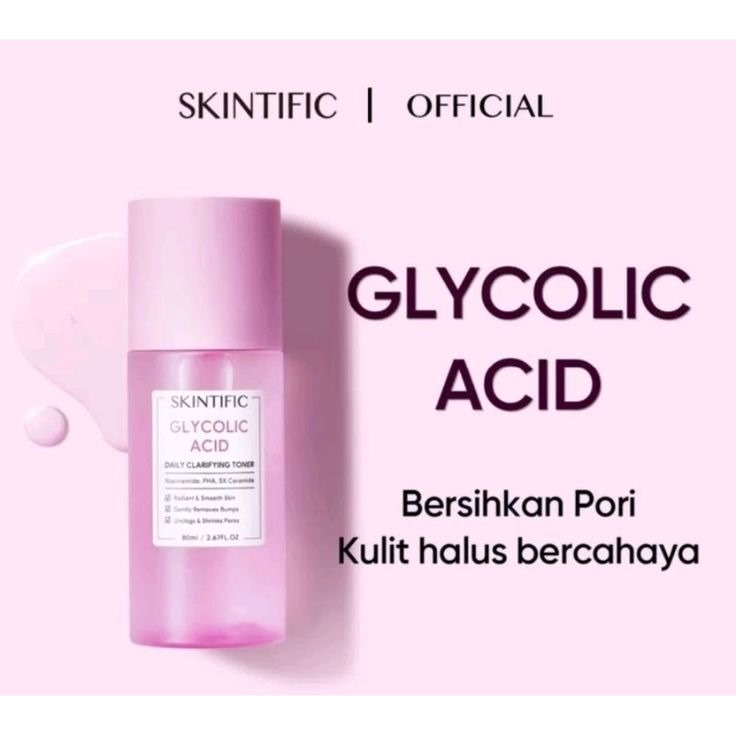 SKINTIFIC | OFFICIAL
GLYCOLIC
ACID
Bersihkan Pori
Kulit halus bercahaya
SKINTIFIC
GLYCOLIC
ACID
DAILY CLARIFYING TONER
Niacinamide, PHA, 5X Ceramide
Radiant & Smooth Skin
Gently Removes Bumps
Unclogs & Shrinks Pores
80ml / 2.67FL.OZ